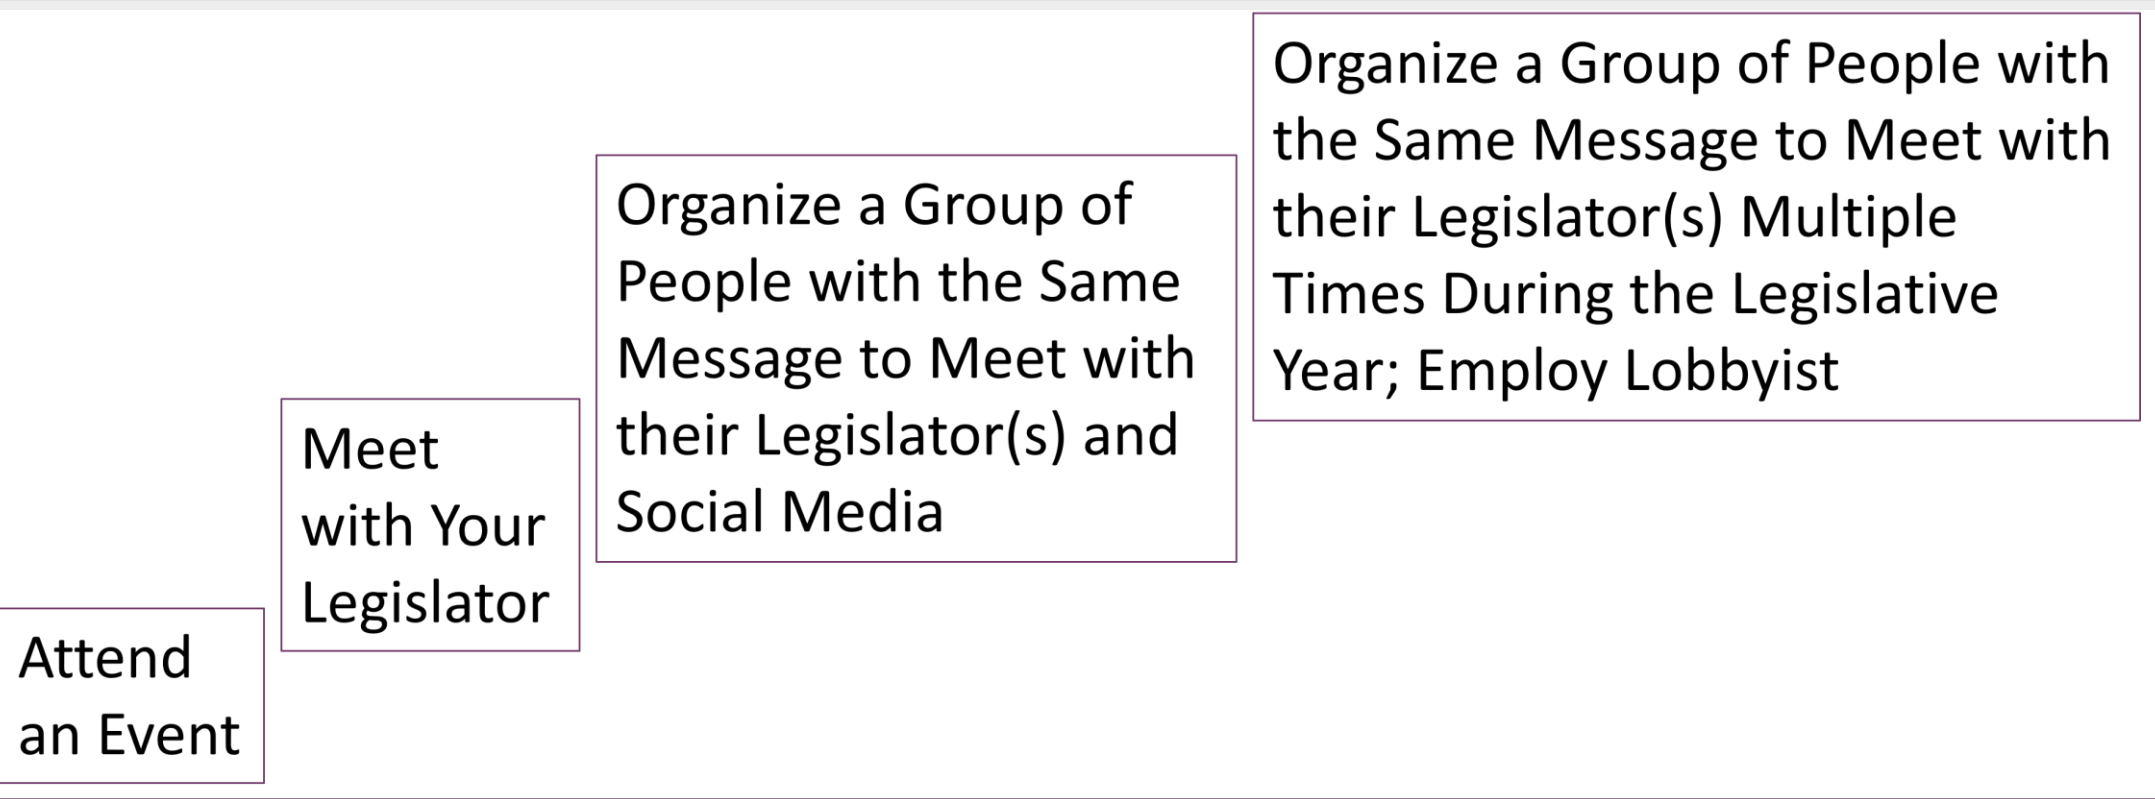 Attend
an Event
Meet
with Your
Legislator
Organize a Group of
People with the Same
Message to Meet with
their Legislator(s) and
Social Media
Organize a Group of People with
the Same Message to Meet with
their Legislator(s) Multiple
Times During the Legislative
Year; Employ Lobbyist